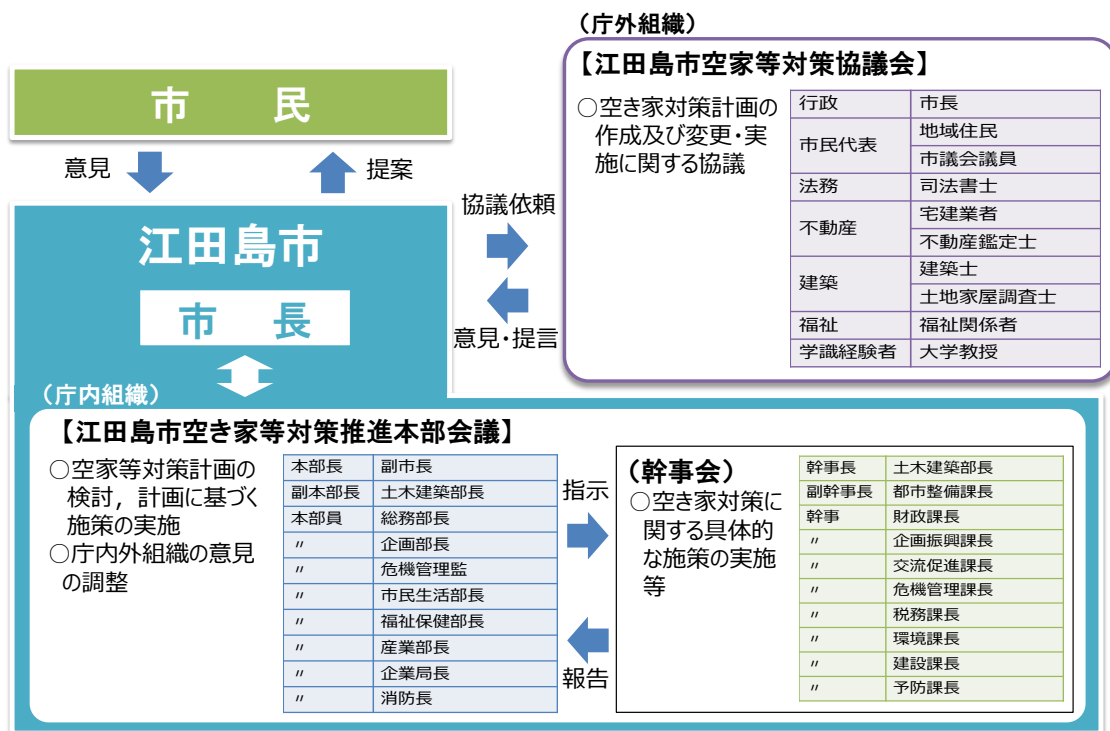 （庁外組織）
【江田島市空家等対策協議会】
○空き家対策計画の
作成及び変更・実
施に関する協議
行政 市長
市民代表 地域住民
市議会議員
法務 司法書士
不動産 宅建業者
不動産鑑定士
建築 建築士
土地家屋調査士
福祉 福祉関係者
学識経験者 大学教授
市　民
意見
提案
江田島市
市　長
協議依頼
意見・提言
（庁内組織）
【江田島市空き家等対策推進本部会議】
○空家等対策計画の
検討，計画に基づく
施策の実施
○庁内外組織の意見
の調整
本部長 副市長
副本部長 土木建築部長
本部員 総務部長
〃 企画部長
〃 危機管理監
〃 市民生活部長
〃 福祉保健部長
〃 産業部長
〃 企業局長
〃 消防長
指示
報告
（幹事会）
○空き家対策に
関する具体的
な施策の実施
等
幹事長 土木建築部長
副幹事長 都市整備課長
幹事 財政課長
〃 企画振興課長
〃 交流促進課長
〃 危機管理課長
〃 税務課長
〃 環境課長
〃 建設課長
〃 予防課長